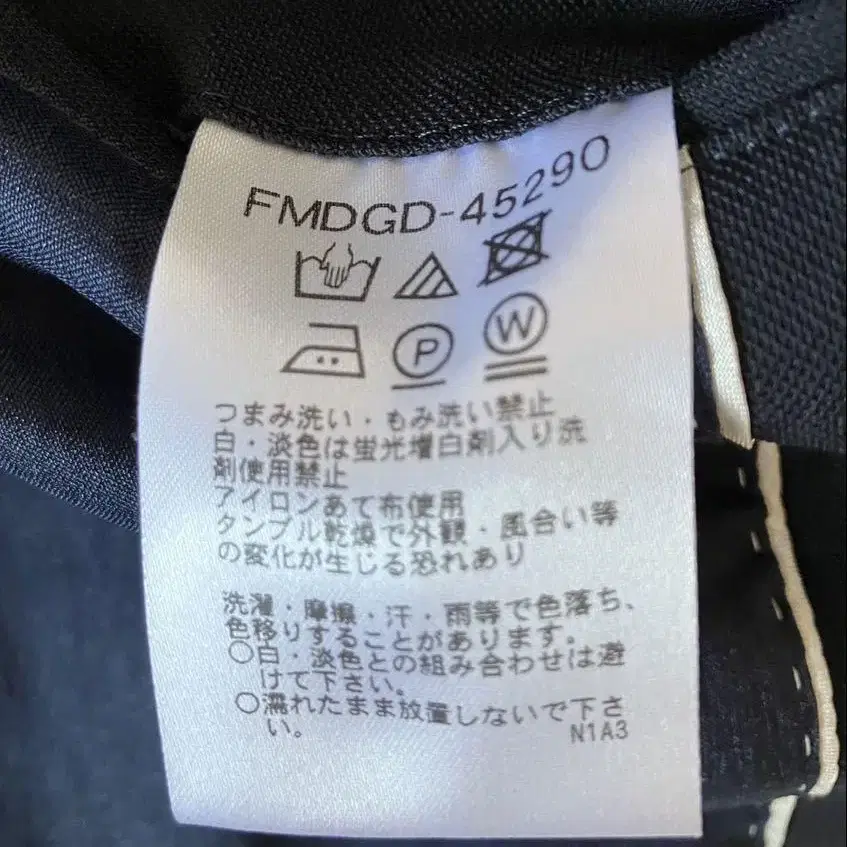 FMDGD-45290
P
W
つまみ洗い・もみ洗い禁止
白・淡色は蛍光増白剤入り洗
剤使用禁止
アイロンあて布使用
タンブル乾燥で外観・風合い等
の変化が生じる恐れあり
洗濯・摩擦・汗・雨等で色落ち、
色移りすることがあります。
○白・淡色との組み合わせは避
けて下さい。
○濡れたまま放置しないで下さ
い。
N1A3